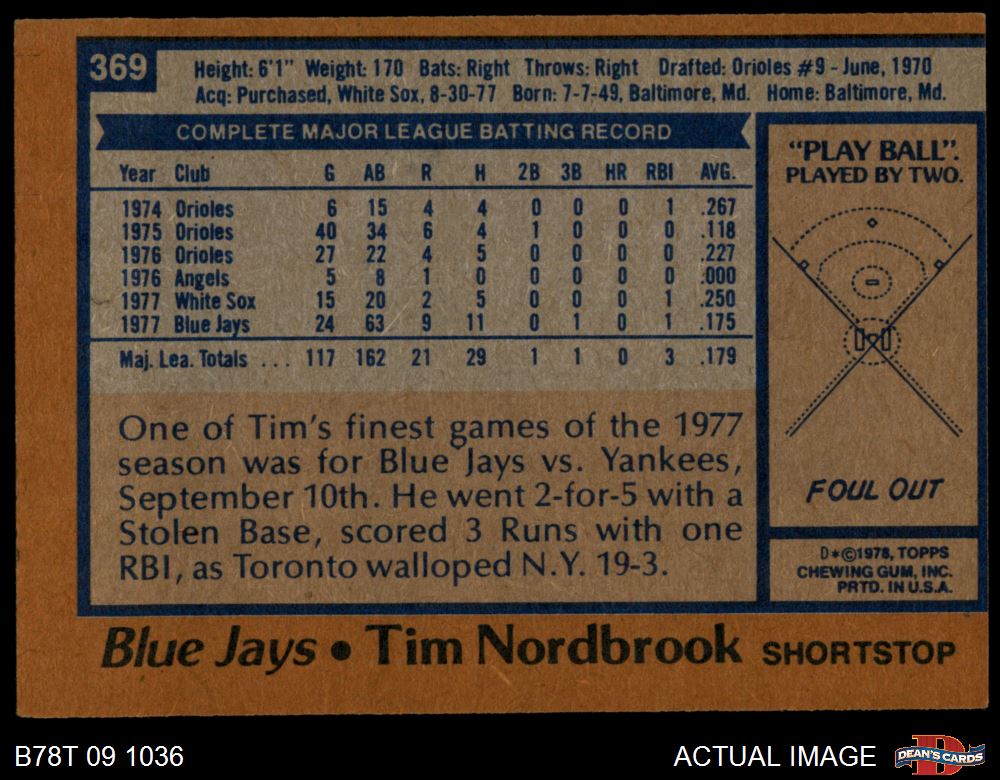 369
Height: 6'1" Weight: 170 Bats: Right Throws: Right Drafted: Orioles #9 - June, 1970
Acq: Purchased, White Sox, 8-30-77 Born: 7-7-49, Baltimore, Md. Home: Baltimore, Md.
COMPLETE MAJOR LEAGUE BATTING RECORD
Year Club G AB R H 2B 3B HR RBI AVG.
1974 Orioles 6 15 4 4 0 0 0 1 .267
1975 Orioles 40 34 6 4 1 0 0 0 .118
1976 Orioles 27 22 4 5 0 0 0 0 .227
1976 Angels 5 8 1 0 0 0 0 0 .000
1977 White Sox 15 20 2 5 0 0 0 1 .250
1977 Blue Jays 24 63 9 11 0 1 0 1 .175
Maj. Lea. Totals ... 117 162 21 29 1 1 0 3 .179
One of Tim's finest games of the 1977
season was for Blue Jays vs. Yankees,
September 10th. He went 2-for-5 with a
Stolen Base, scored 3 Runs with one
RBI, as Toronto walloped N.Y. 19-3.
"PLAY BALL".
PLAYED BY TWO.
FOUL OUT
D*©1978, TOPPS
CHEWING GUM, INC.
PRTD. IN U.S.A.
Blue Jays • Tim Nordbrook SHORTSTOP
B78T 09 1036
ACTUAL IMAGE
D
DEAN'S CARDS